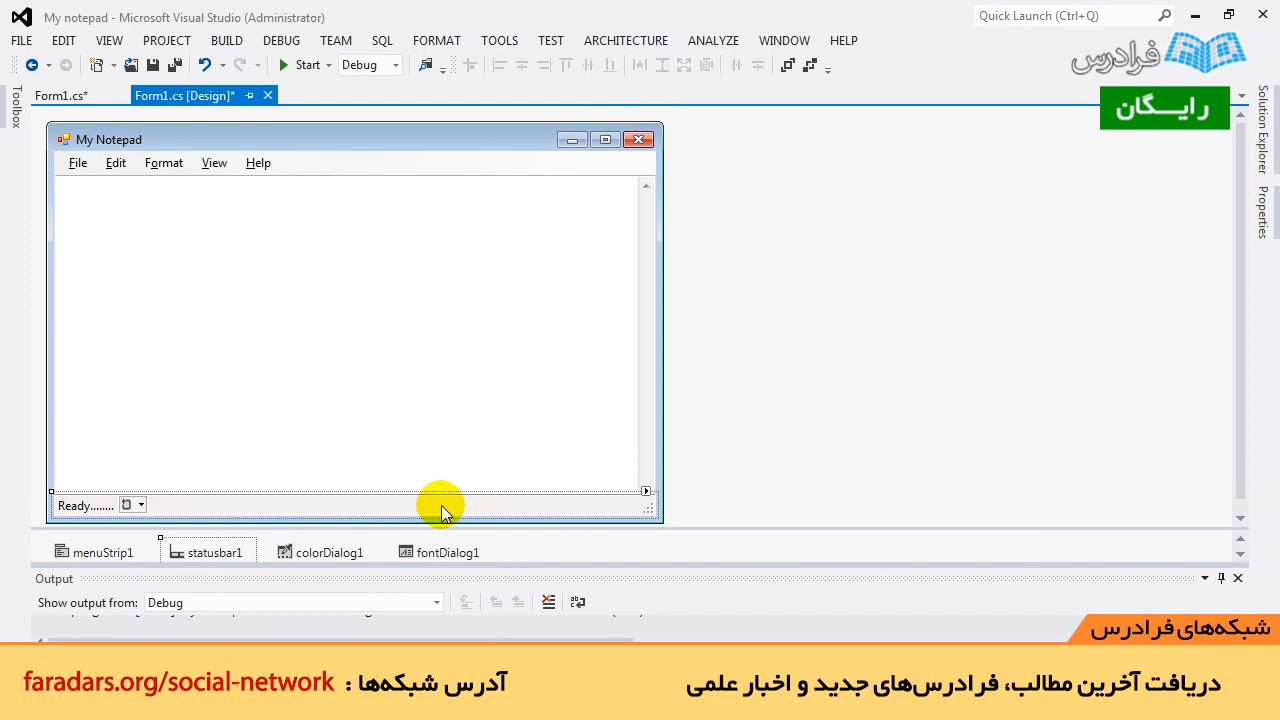 My notepad - Microsoft Visual Studio (Administrator)
Quick Launch (Ctrl+Q)
FILE EDIT VIEW PROJECT BUILD DEBUG TEAM SQL FORMAT TOOLS TEST ARCHITECTURE ANALYZE WINDOW HELP
Start Debug
فرادرس
رایـــگان
Form1.cs* Form1.cs [Design]*
Toolbox
Solution Explorer
Properties
My Notepad
File Edit Format View Help
Ready........
menuStrip1 statusbar1 colorDialog1 fontDialog1
Output
Show output from: Debug
شبکه‌های فرادرس
دریافت آخرین مطالب، فرادرس‌های جدید و اخبار علمی
آدرس شبکه‌ها : faradars.org/social-network